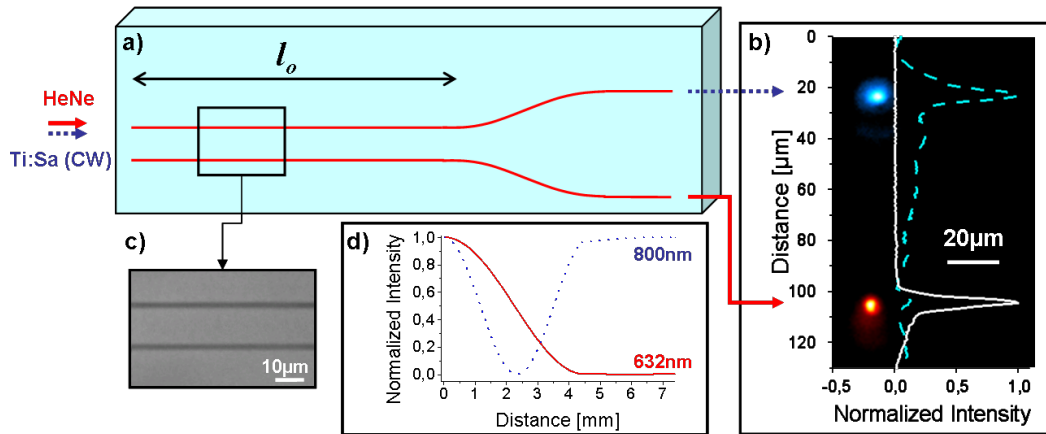 a)
l_o
HeNe
Ti:Sa (CW)
c)
10µm
d)
Normalized Intensity
1,0
0,8
0,6
0,4
0,2
0,0
800nm
632nm
0 1 2 3 4 5 6 7
Distance [mm]
b)
Distance [µm]
0
20
40
60
80
100
120
20µm
-0,5 0,0 0,5 1,0
Normalized Intensity